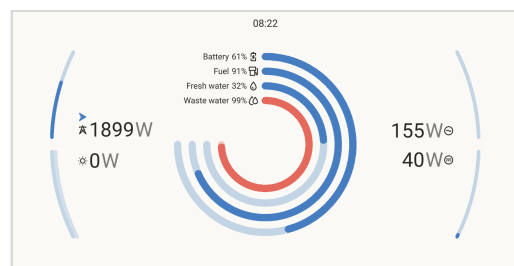 08:22
Battery 61%
Fuel 91%
Fresh water 32%
Waste water 99%
1899W
0W
155W
40W